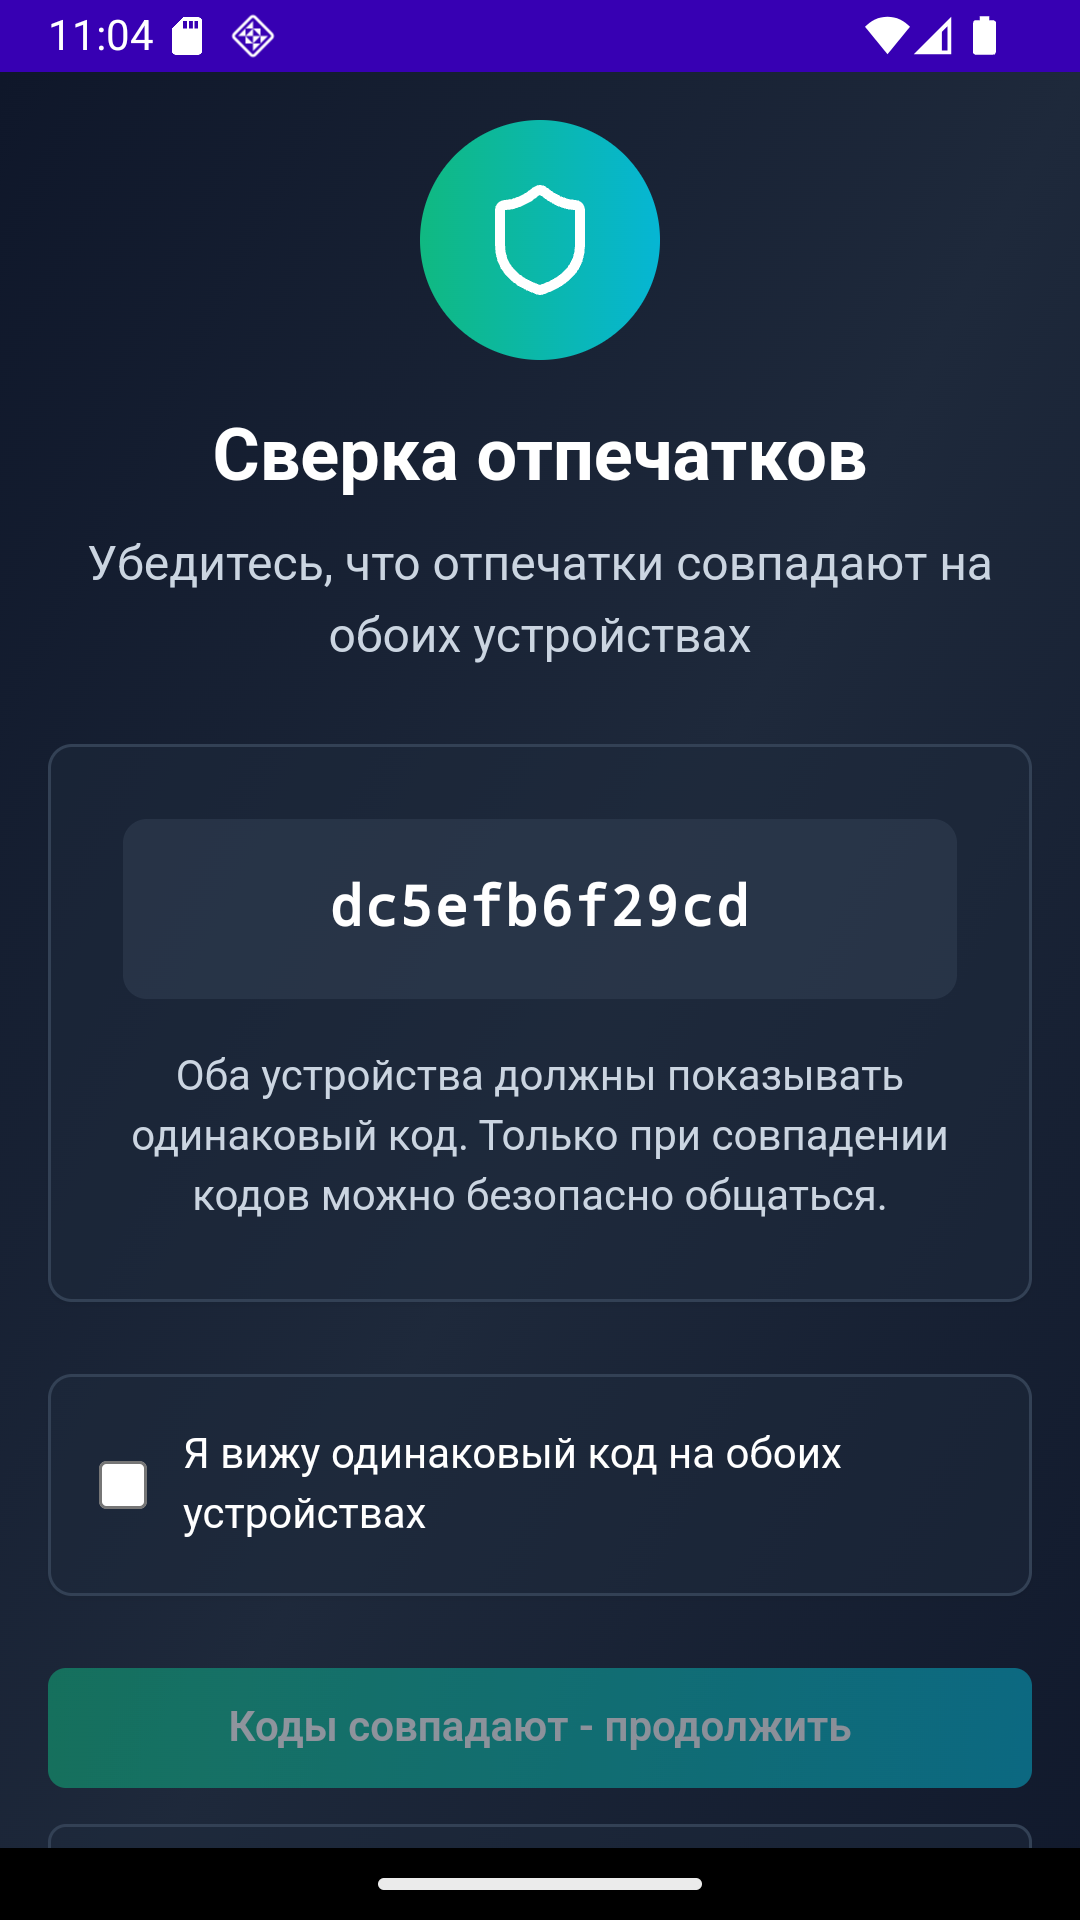 11:04
Сверка отпечатков
Убедитесь, что отпечатки совпадают на
обоих устройствах
dc5efb6f29cd
Оба устройства должны показывать
одинаковый код. Только при совпадении
кодов можно безопасно общаться.
Я вижу одинаковый код на обоих
устройствах
Коды совпадают - продолжить